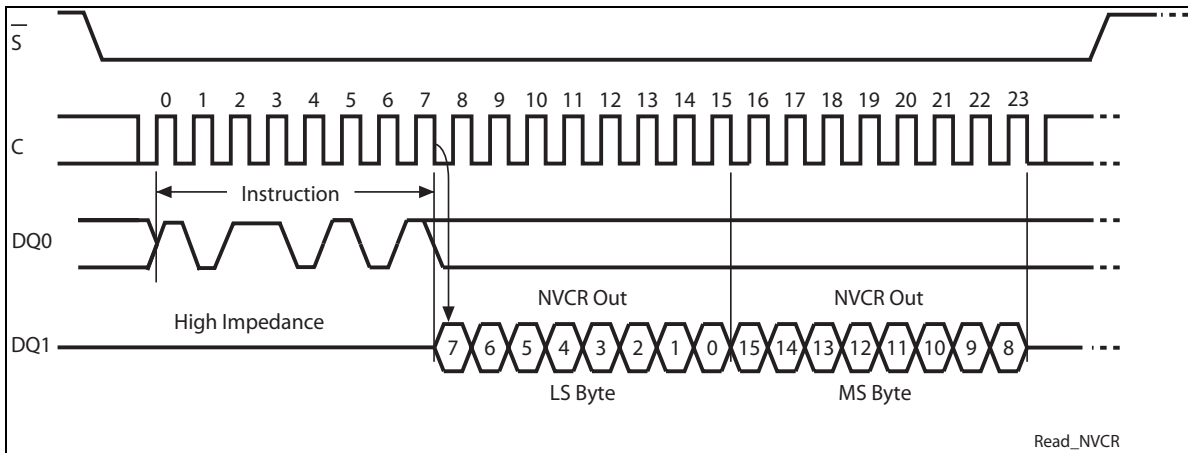 S
0 1 2 3 4 5 6 7 8 9 10 11 12 13 14 15 16 17 18 19 20 21 22 23
C
Instruction
DQ0
High Impedance
NVCR Out NVCR Out
DQ1
7 6 5 4 3 2 1 0 15 14 13 12 11 10 9 8
LS Byte MS Byte
Read_NVCR